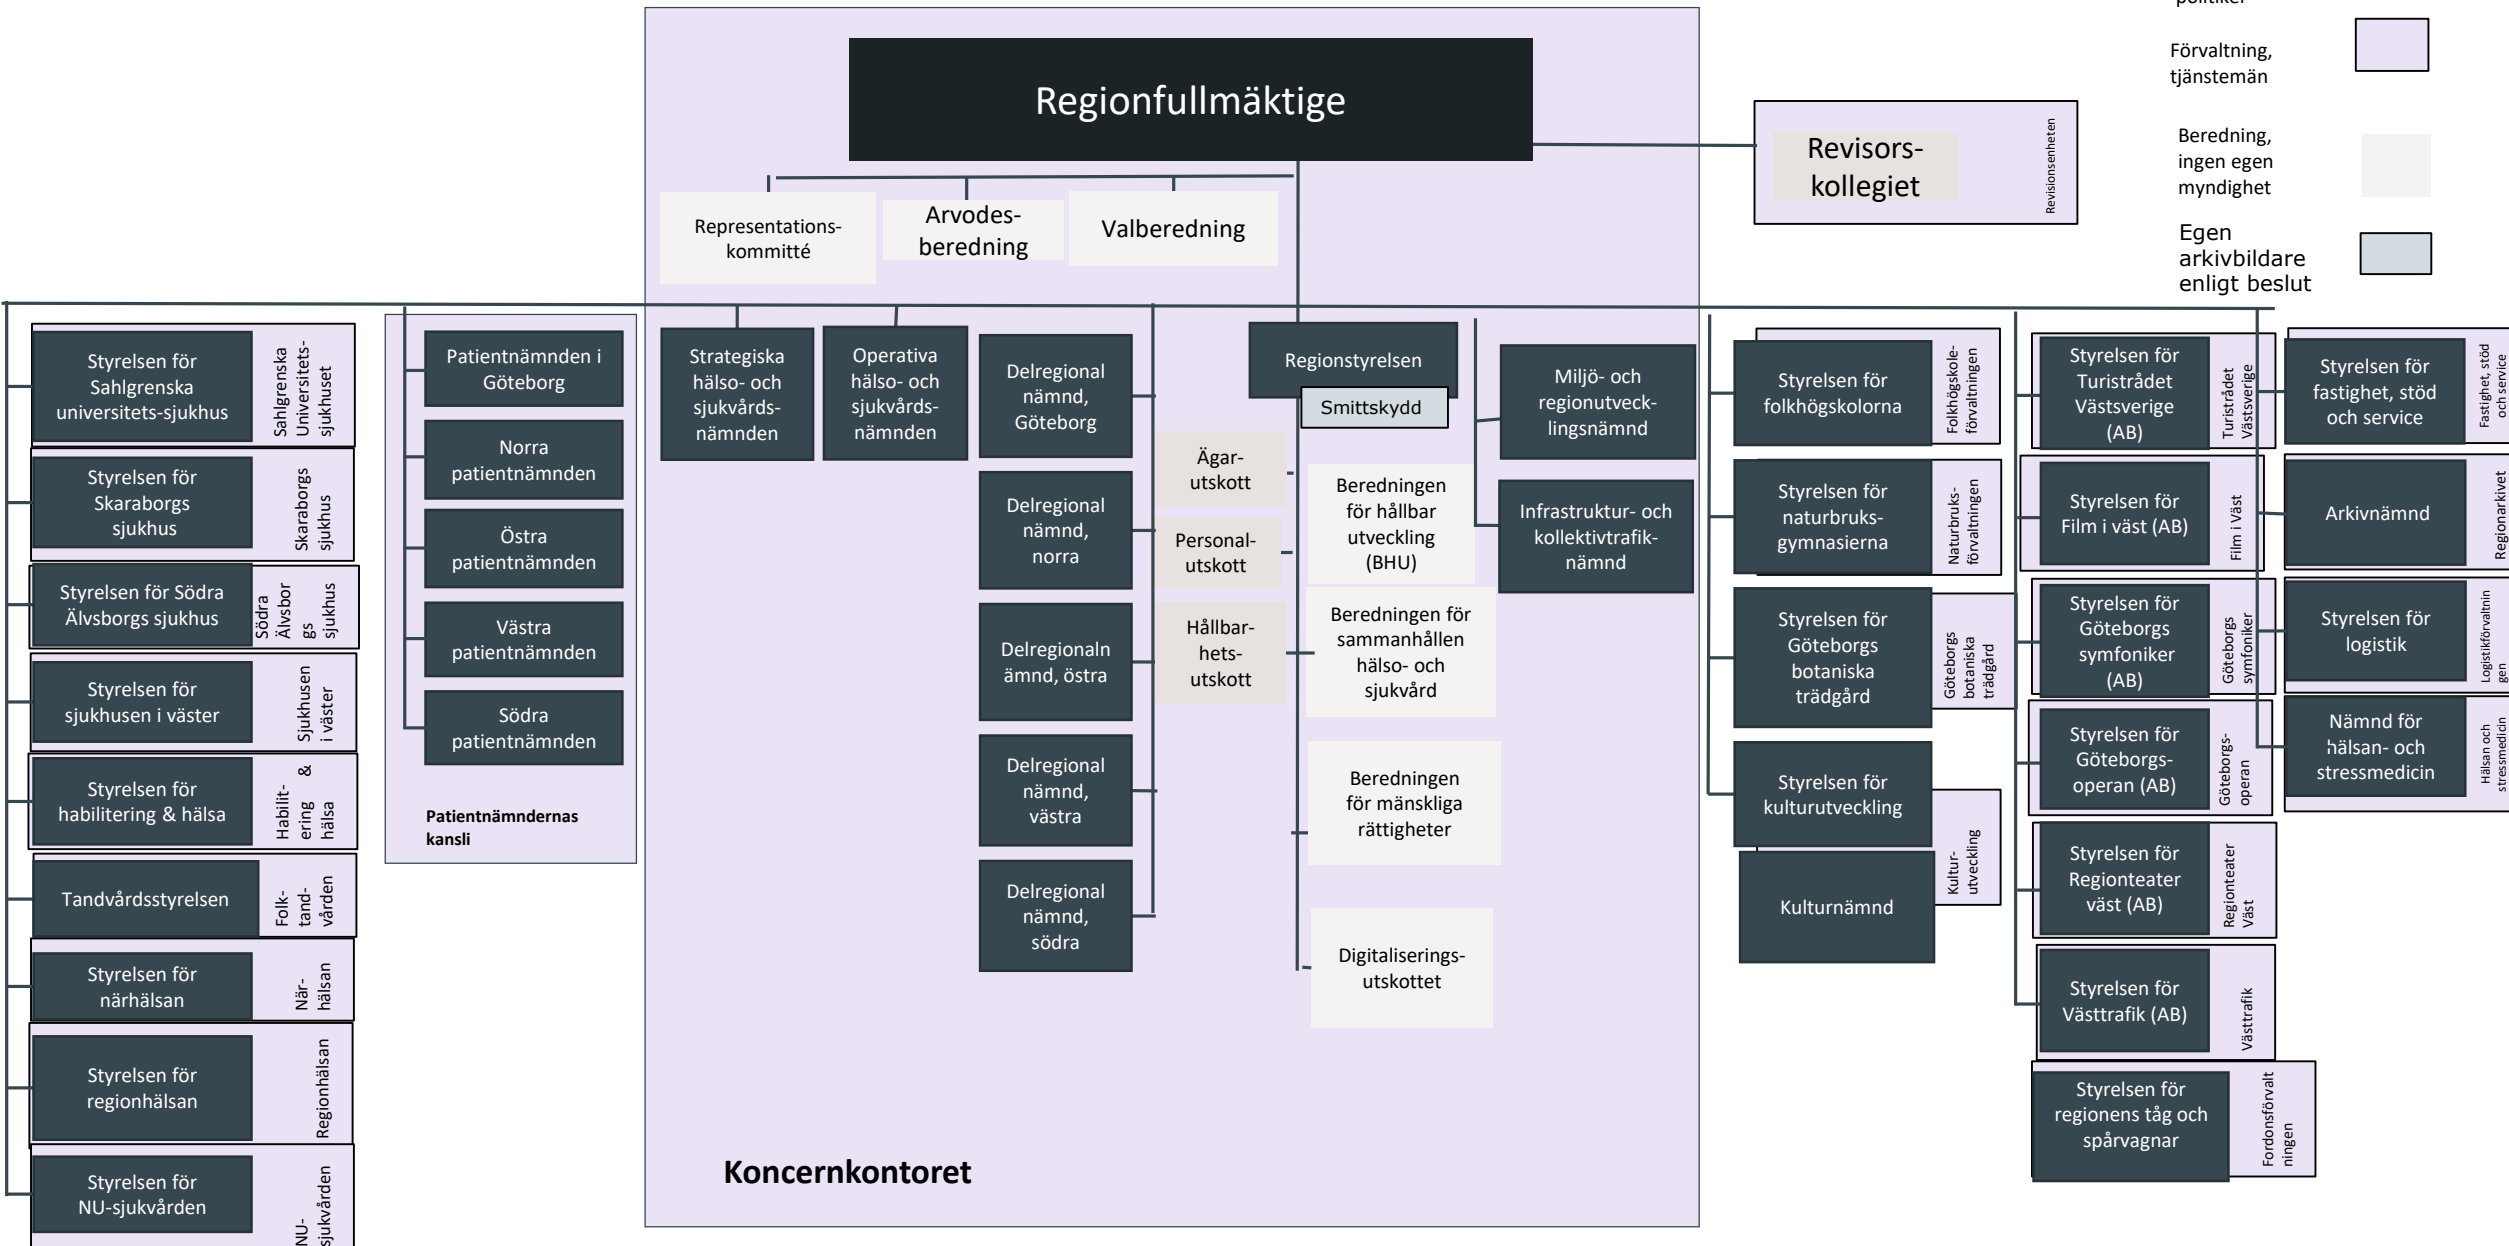 politiker
Förvaltning,
tjänstemän
Beredning,
ingen egen
myndighet
Egen
arkivbildare
enligt beslut
Regionfullmäktige
Revisors-
kollegiet
Revisionsenheten
Representations-
kommitté
Arvodes-
beredning
Valberedning
Styrelsen för
Sahlgrenska
universitets-sjukhus
Sahlgrenska
Universitets-
sjukhuset
Styrelsen för
Skaraborgs
sjukhus
Skaraborgs
sjukhus
Styrelsen för Södra
Älvsborgs sjukhus
Södra
Älvsbor
gs
sjukhus
Styrelsen för
sjukhusen i väster
Sjukhusen
i väster
Styrelsen för
habilitering & hälsa
Habilit- &
ering
hälsa
Tandvårdsstyrelsen
Folk-
tand-
vården
Styrelsen för
närhälsan
När-
hälsan
Styrelsen för
regionhälsan
Regionhälsan
Styrelsen för
NU-sjukvården
NU-
sjukvården
Patientnämnden i
Göteborg
Norra
patientnämnden
Östra
patientnämnden
Västra
patientnämnden
Södra
patientnämnden
Patientnämndernas
kansli
Strategiska
hälso- och
sjukvårds-
nämnden
Operativa
hälso- och
sjukvårds-
nämnden
Delregional
nämnd,
Göteborg
Delregional
nämnd,
norra
Delregionaln
ämnd, östra
Delregional
nämnd,
västra
Delregional
nämnd,
södra
Regionstyrelsen
Smittskydd
Ägar-
utskott
Personal-
utskott
Hållbar-
hets-
utskott
Beredningen
för hållbar
utveckling
(BHU)
Beredningen för
sammanhållen
hälso- och
sjukvård
Beredningen
för mänskliga
rättigheter
Digitaliserings-
utskottet
Miljö- och
regionutveck-
lingsnämnd
Infrastruktur- och
kollektivtrafik-
nämnd
Koncernkontoret
Styrelsen för
folkhögskolorna
Folkhögskole-
förvaltningen
Styrelsen för
naturbruks-
gymnasierna
Naturbruks-
förvaltningen
Styrelsen för
Göteborgs
botaniska
trädgård
Göteborgs
botaniska
trädgård
Styrelsen för
kulturutveckling
Kulturnämnd
Kultur-
utveckling
Styrelsen för
Turistrådet
Västsverige
(AB)
Turistrådet
Västsverige
Styrelsen för
Film i väst (AB)
Film i Väst
Styrelsen för
Göteborgs
symfoniker
(AB)
Göteborgs
symfoniker
Styrelsen för
Göteborgs-
operan (AB)
Göteborgs-
operan
Styrelsen för
Regionteater
väst (AB)
Regionteater
Väst
Styrelsen för
Västtrafik (AB)
Västtrafik
Styrelsen för
regionens tåg och
spårvagnar
Fordonsförvalt
ningen
Styrelsen för
fastighet, stöd
och service
Fastighet, stöd
och service
Arkivnämnd
Regionarkivet
Styrelsen för
logistik
Logistikförvaltnin
gen
Nämnd för
hälsan- och
stressmedicin
Hälsan och
stressmedicin